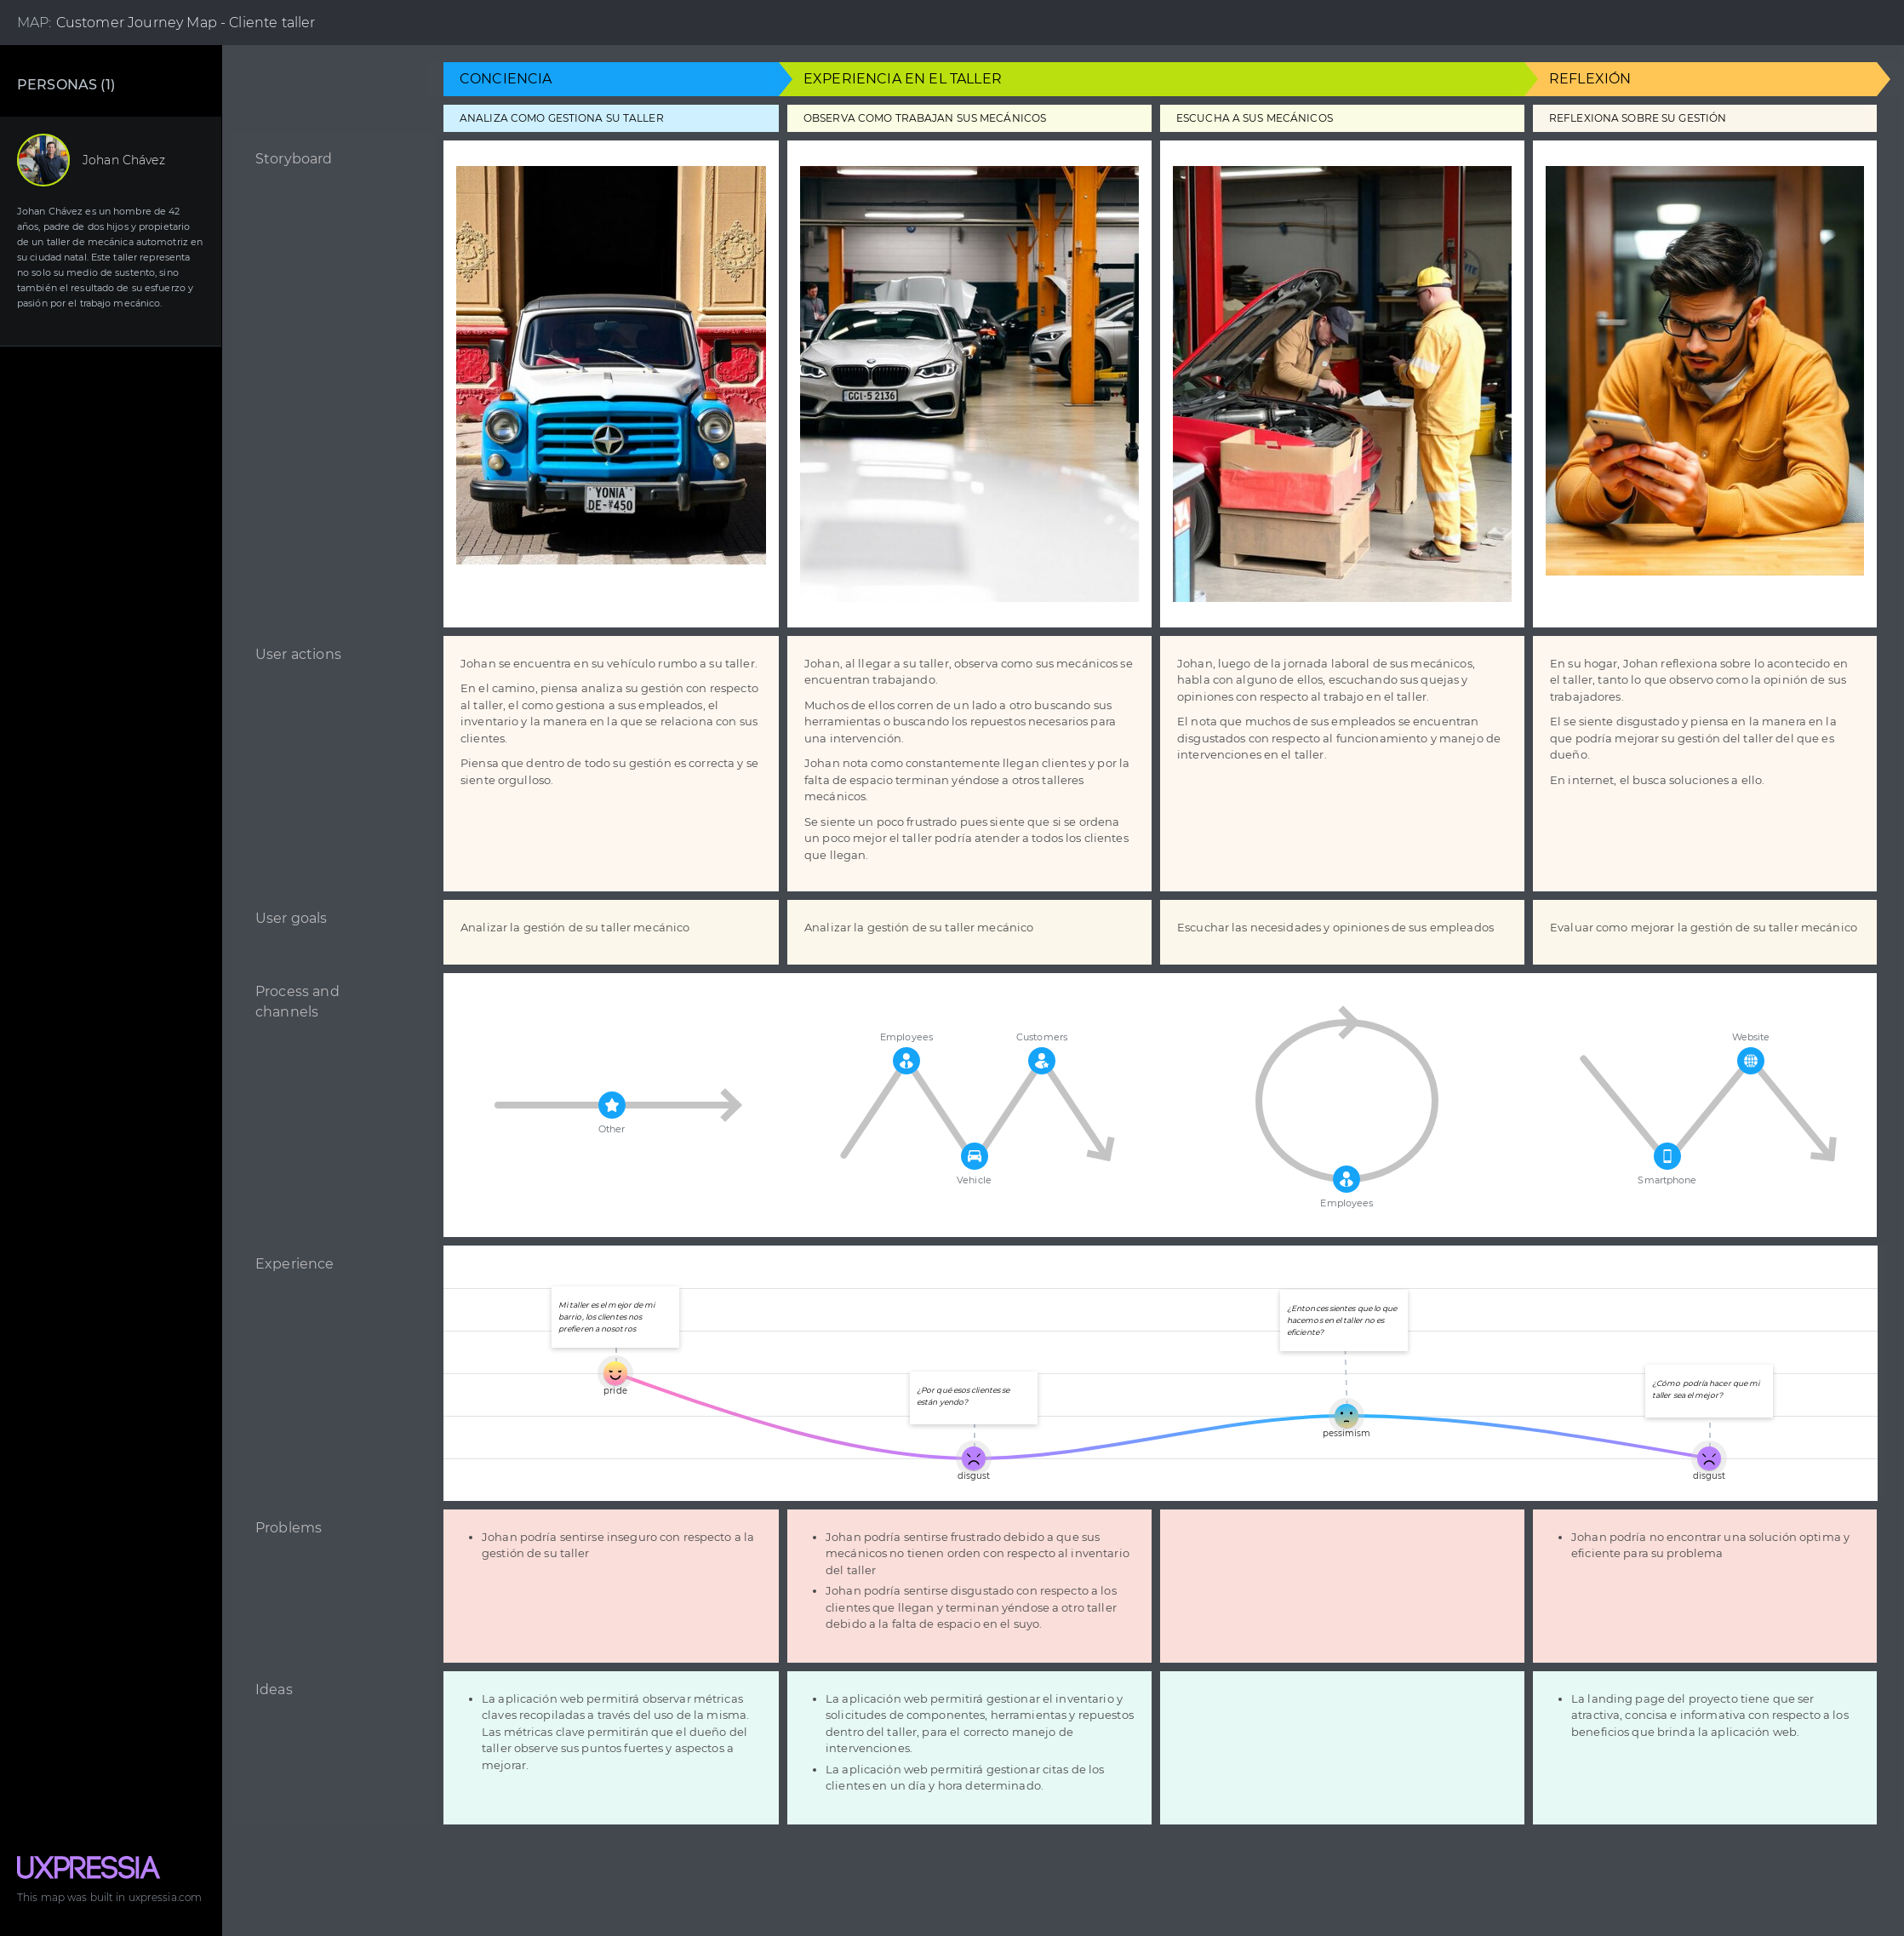 MAP: Customer Journey Map - Cliente taller
PERSONAS (1)
Johan Chávez
Johan Chávez es un hombre de 42
años, padre de dos hijos y propietario
de un taller de mecánica automotriz en
su ciudad natal. Este taller representa
no solo su medio de sustento, sino
también el resultado de su esfuerzo y
pasión por el trabajo mecánico.
CONCIENCIA
EXPERIENCIA EN EL TALLER
REFLEXIÓN
ANALIZA COMO GESTIONA SU TALLER
OBSERVA COMO TRABAJAN SUS MECÁNICOS
ESCUCHA A SUS MECÁNICOS
REFLEXIONA SOBRE SU GESTIÓN
Storyboard
YONIA
User actions
Johan se encuentra en su vehículo rumbo a su taller.
En el camino, piensa analiza su gestión con respecto
al taller, el como gestiona a sus empleados, el
inventario y la manera en la que se relaciona con sus
clientes.
Piensa que dentro de todo su gestión es correcta y se
siente orgulloso.
Johan, al llegar a su taller, observa como sus mecánicos se
encuentran trabajando.
Muchos de ellos corren de un lado a otro buscando sus
herramientas o buscando los repuestos necesarios para
una intervención.
Johan nota como constantemente llegan clientes y por la
falta de espacio terminan yéndose a otros talleres
mecánicos.
Se siente un poco frustrado pues siente que si se ordena
un poco mejor el taller podría atender a todos los clientes
que llegan.
Johan, luego de la jornada laboral de sus mecánicos,
habla con alguno de ellos, escuchando sus quejas y
opiniones con respecto al trabajo en el taller.
El nota que muchos de sus empleados se encuentran
disgustados con respecto al funcionamiento y manejo de
intervenciones en el taller.
En su hogar, Johan reflexiona sobre lo acontecido en
el taller, tanto lo que observo como la opinión de sus
trabajadores.
El se siente disgustado y piensa en la manera en la
que podría mejorar su gestión del taller del que es
dueño.
En internet, el busca soluciones a ello.
User goals
Analizar la gestión de su taller mecánico
Analizar la gestión de su taller mecánico
Escuchar las necesidades y opiniones de sus empleados
Evaluar como mejorar la gestión de su taller mecánico
Process and
channels
Other
Employees
Vehicle
Customers
Employees
Smartphone
Website
Experience
Mi taller es el mejor de mi
barrio, los clientes nos
prefieren a nosotros
pride
¿Por qué esos clientes se
están yendo?
disgust
¿Entonces sientes que lo que
hacemos en el taller no es
eficiente?
pessimism
¿Cómo podría hacer que mi
taller sea el mejor?
disgust
Problems
Johan podría sentirse inseguro con respecto a la
gestión de su taller
Johan podría sentirse frustrado debido a que sus
mecánicos no tienen orden con respecto al inventario
del taller
Johan podría sentirse disgustado con respecto a los
clientes que llegan y terminan yéndose a otro taller
debido a la falta de espacio en el suyo.
Johan podría no encontrar una solución optima y
eficiente para su problema
Ideas
La aplicación web permitirá observar métricas
claves recopiladas a través del uso de la misma.
Las métricas clave permitirán que el dueño del
taller observe sus puntos fuertes y aspectos a
mejorar.
La aplicación web permitirá gestionar el inventario y
solicitudes de componentes, herramientas y repuestos
dentro del taller, para el correcto manejo de
intervenciones.
La aplicación web permitirá gestionar citas de los
clientes en un día y hora determinado.
La landing page del proyecto tiene que ser
atractiva, concisa e informativa con respecto a los
beneficios que brinda la aplicación web.
UXPRESSIA
This map was built in uxpressia.com